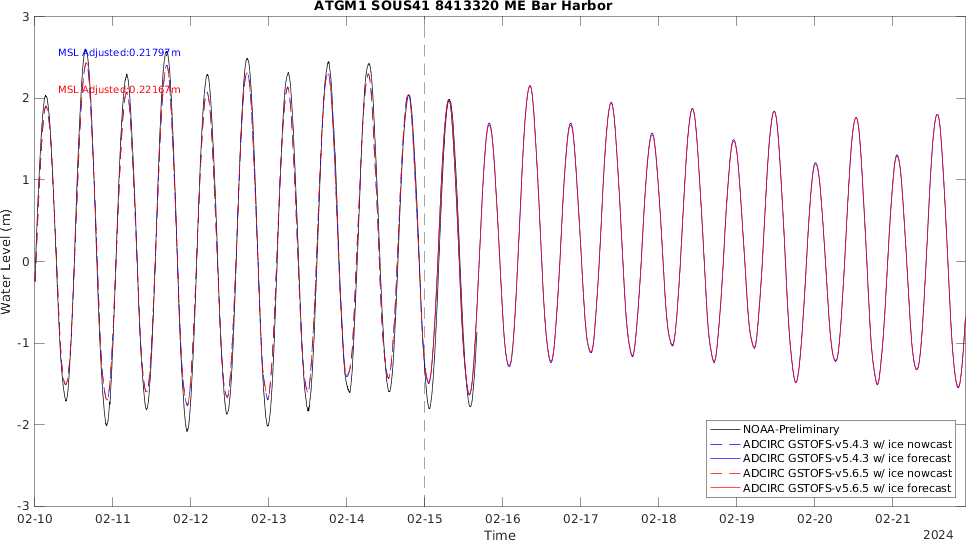 ATGM1 SOUS41 8413320 ME Bar Harbor
MSL Adjusted:0.21797m
MSL Adjusted:0.22167m
3
2
1
0
-1
-2
-3
Water Level (m)
NOAA-Preliminary
ADCIRC GSTOFS-v5.4.3 w/ ice nowcast
ADCIRC GSTOFS-v5.4.3 w/ ice forecast
ADCIRC GSTOFS-v5.6.5 w/ ice nowcast
ADCIRC GSTOFS-v5.6.5 w/ ice forecast
02-10 02-11 02-12 02-13 02-14 02-15 02-16 02-17 02-18 02-19 02-20 02-21
Time
2024